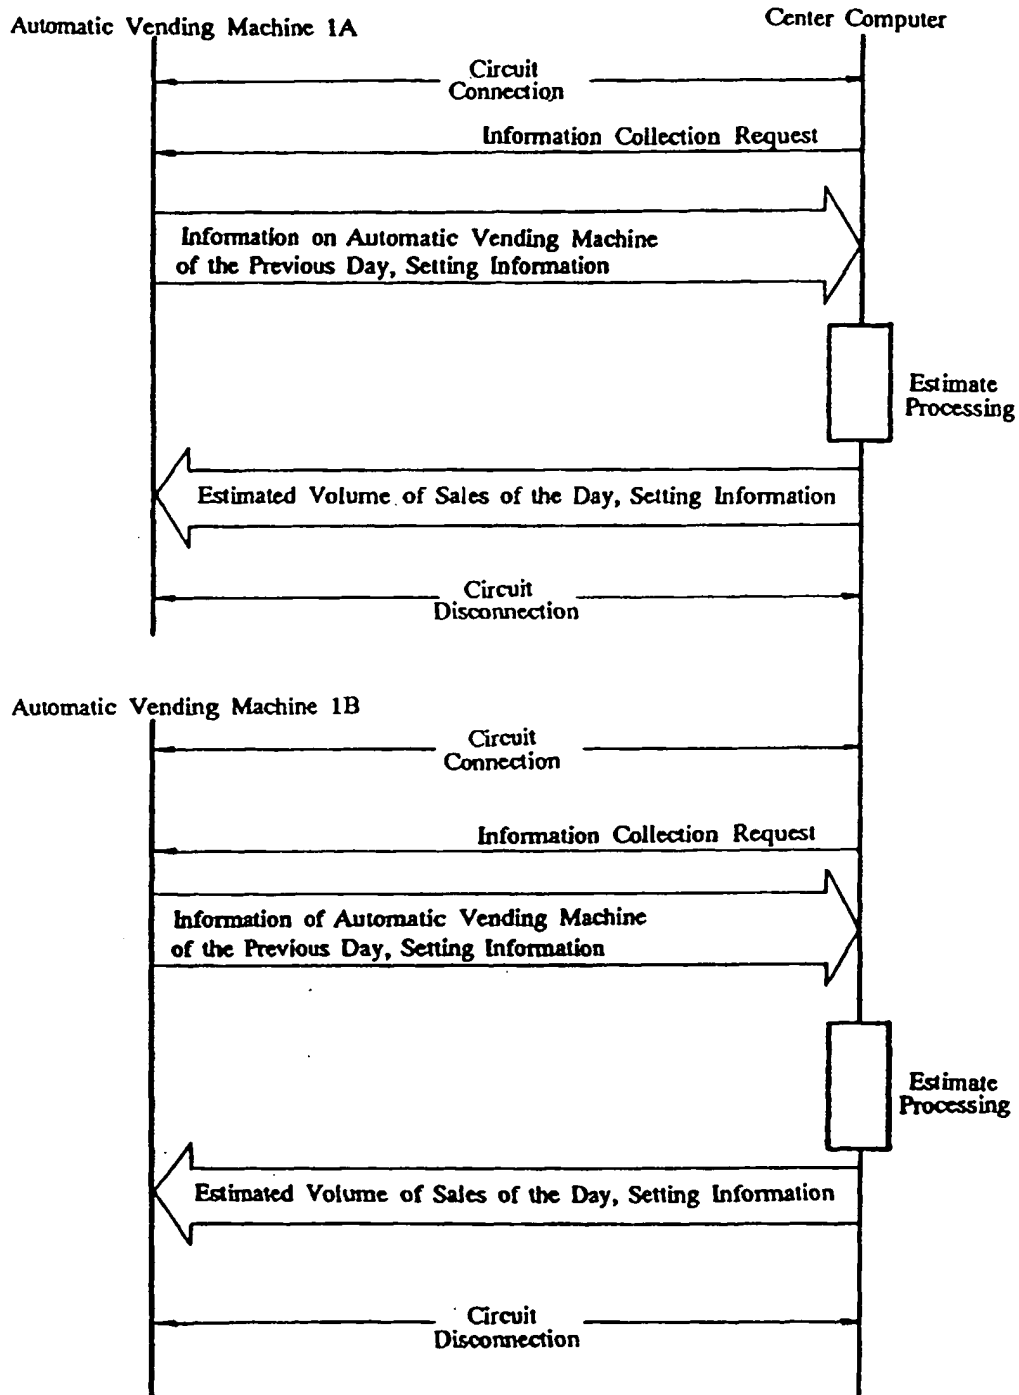 Automatic Vending Machine 1A
Center Computer
Circuit
Connection
Information Collection Request
Information on Automatic Vending Machine
of the Previous Day, Setting Information
Estimate
Processing
Estimated Volume of Sales of the Day, Setting Information
Circuit
Disconnection
Automatic Vending Machine 1B
Circuit
Connection
Information Collection Request
Information of Automatic Vending Machine
of the Previous Day, Setting Information
Estimate
Processing
Estimated Volume of Sales of the Day, Setting Information
Circuit
Disconnection